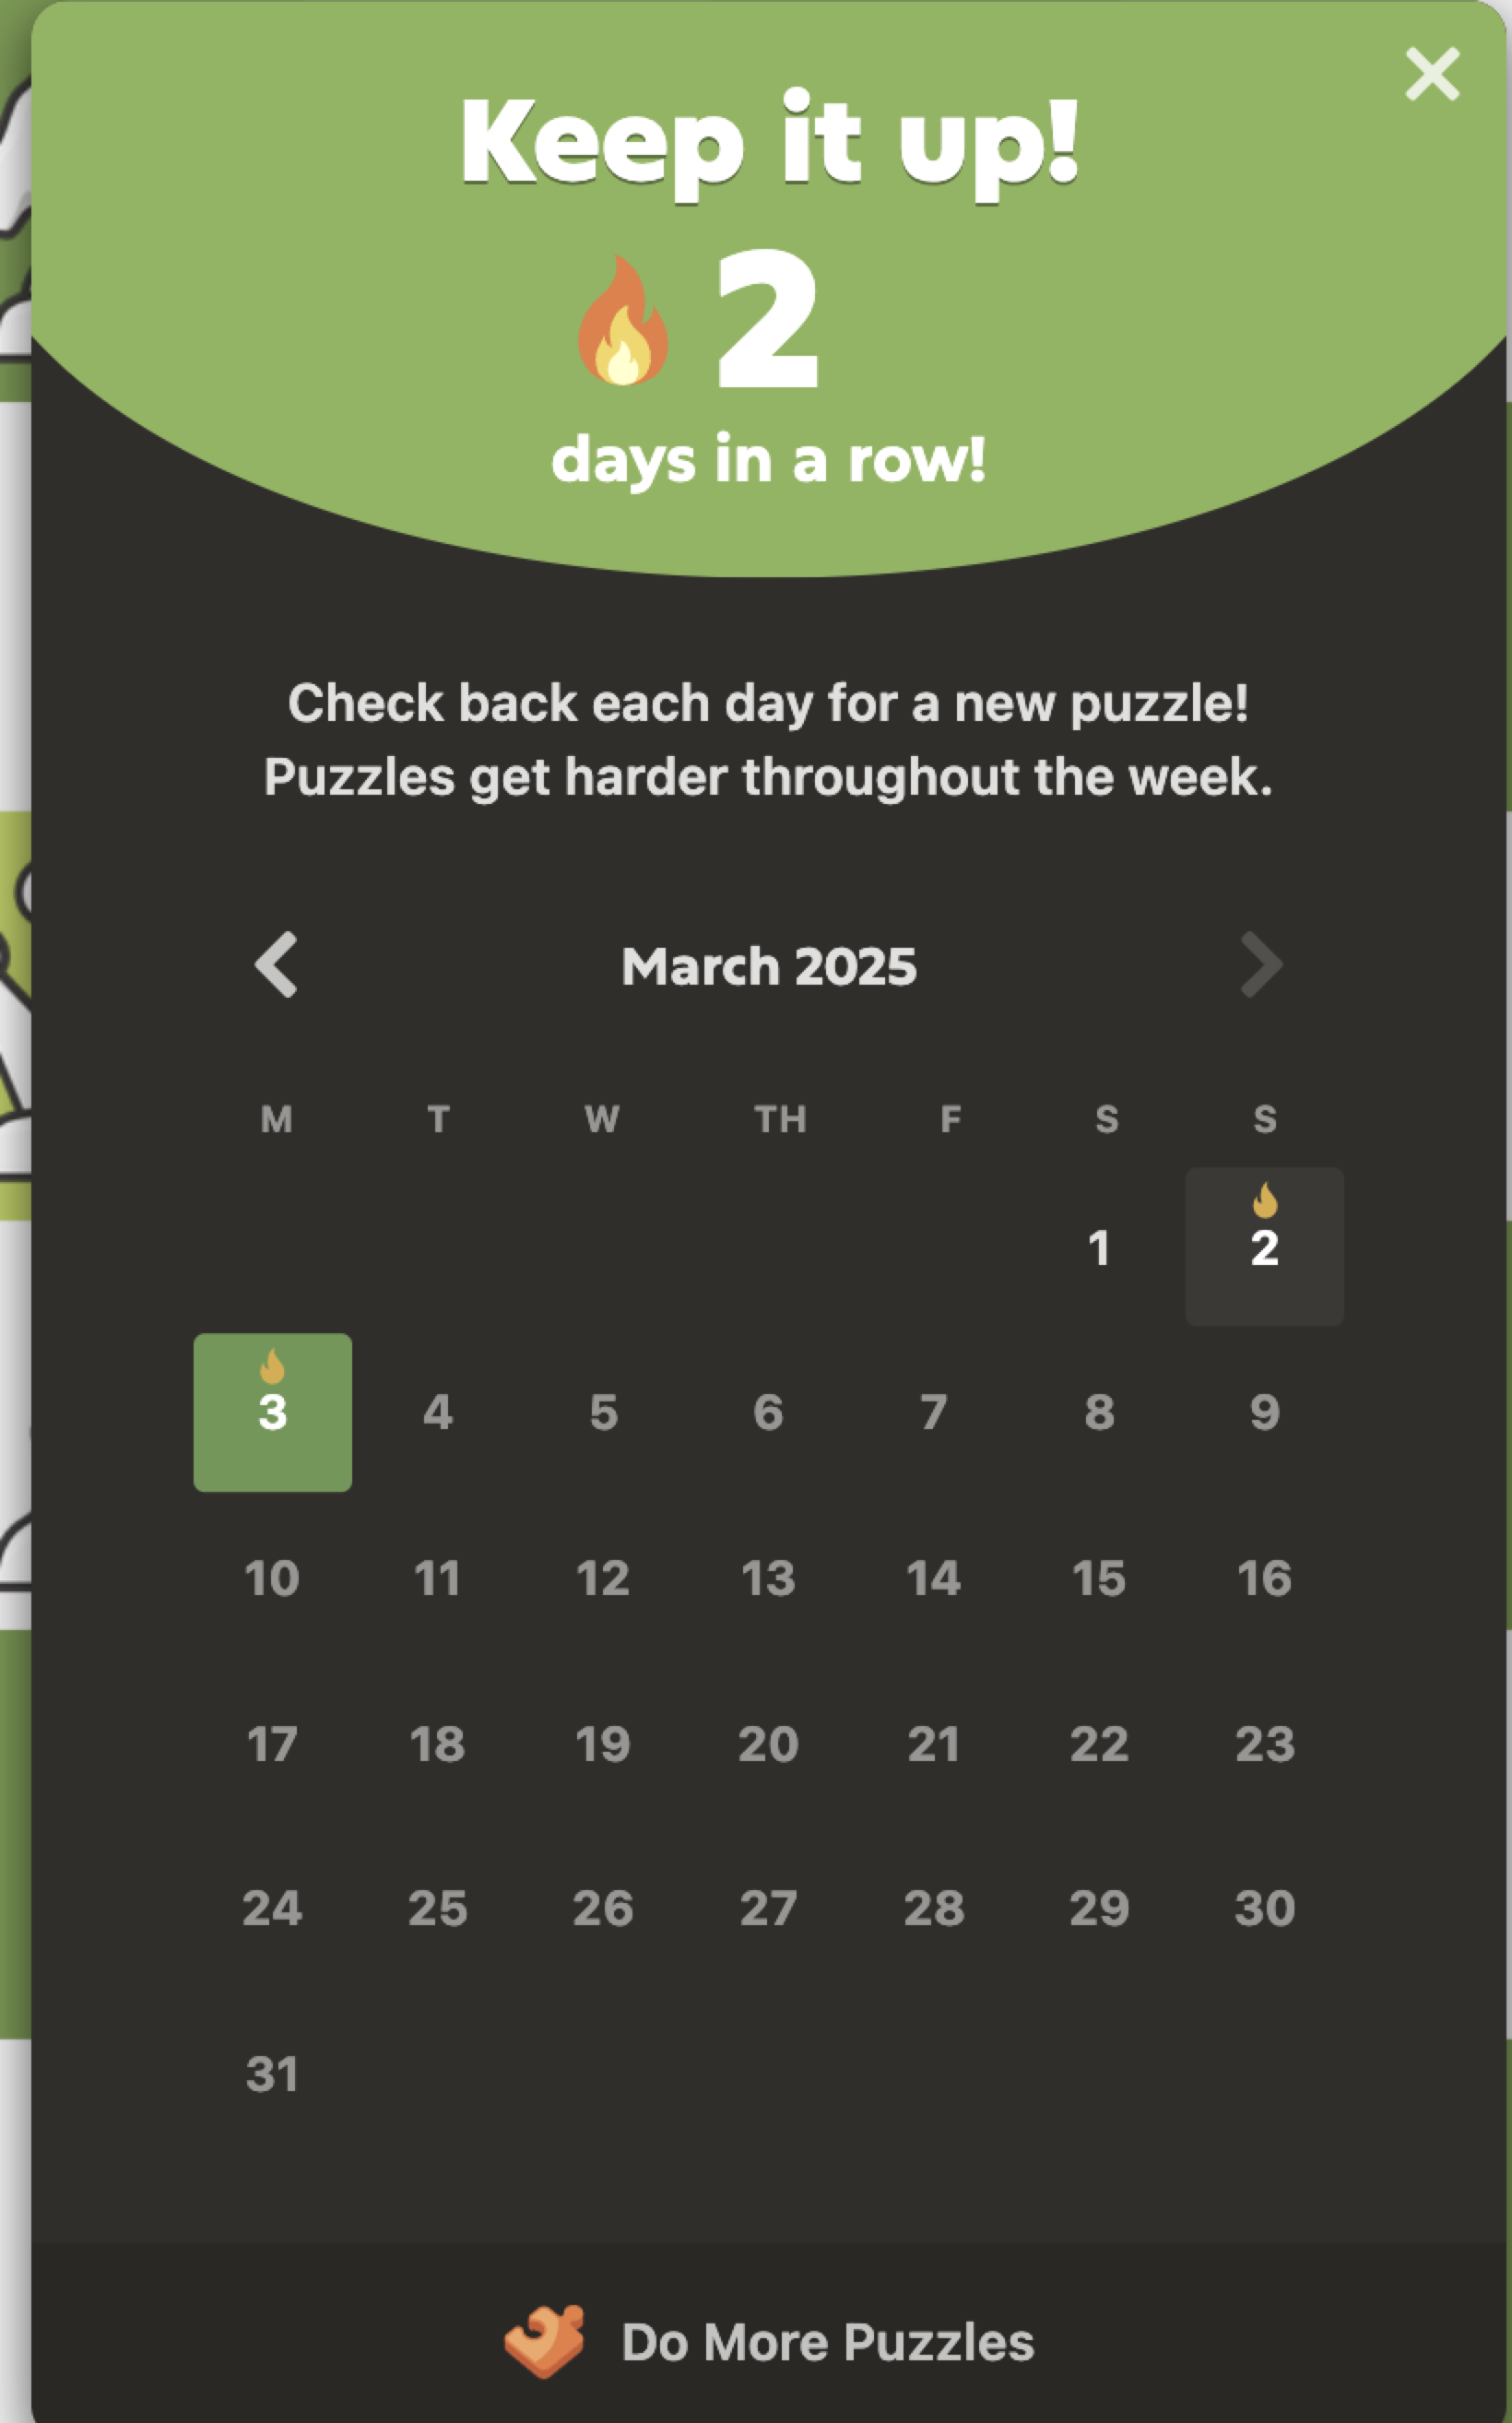 Keep it up!
2
days in a row!
Check back each day for a new puzzle!
Puzzles get harder throughout the week.
March 2025
M T W TH F S S
1 2
3 4 5 6 7 8 9
10 11 12 13 14 15 16
17 18 19 20 21 22 23
24 25 26 27 28 29 30
31
Do More Puzzles